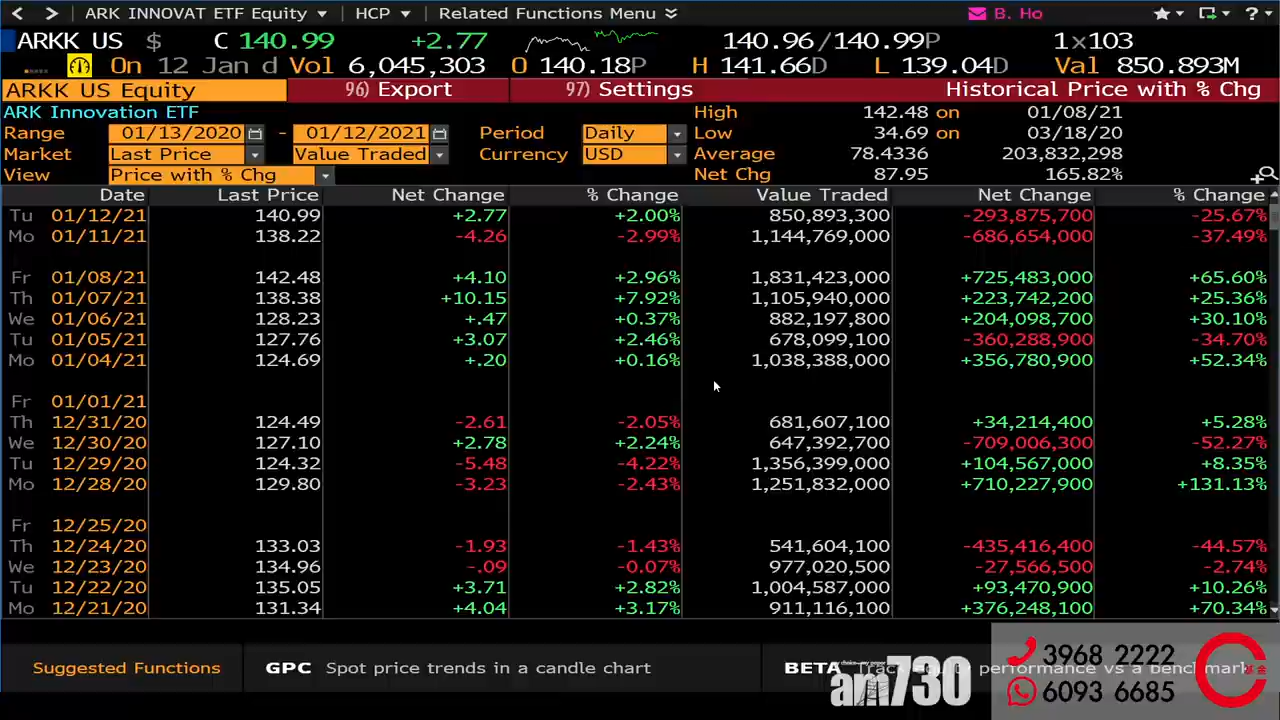 ARK INNOVAT ETF Equity HCP Related Functions Menu B. Ho ?
ARKK US $ C 140.99 +2.77 140.96/140.99P 1x103
On 12 Jan d Vol 6,045,303 O 140.18P H 141.66D L 139.04D Val 850.893M
ARKK US Equity 96) Export 97) Settings Historical Price with % Chg
ARK Innovation ETF High 142.48 on 01/08/21
Range 01/13/2020 - 01/12/2021 Period Daily Low 34.69 on 03/18/20
Market Last Price Value Traded Currency USD Average 78.4336 203,832,298
View Price with % Chg Net Chg 87.95 165.82%
Date Last Price Net Change % Change Value Traded Net Change % Change
Tu 01/12/21 140.99 +2.77 +2.00% 850,893,300 -293,875,700 -25.67%
Mo 01/11/21 138.22 -4.26 -2.99% 1,144,769,000 -686,654,000 -37.49%
Fr 01/08/21 142.48 +4.10 +2.96% 1,831,423,000 +725,483,000 +65.60%
Th 01/07/21 138.38 +10.15 +7.92% 1,105,940,000 +223,742,200 +25.36%
We 01/06/21 128.23 +.47 +0.37% 882,197,800 +204,098,700 +30.10%
Tu 01/05/21 127.76 +3.07 +2.46% 678,099,100 -360,288,900 -34.70%
Mo 01/04/21 124.69 +.20 +0.16% 1,038,388,000 +356,780,900 +52.34%
Fr 01/01/21
Th 12/31/20 124.49 -2.61 -2.05% 681,607,100 +34,214,400 +5.28%
We 12/30/20 127.10 +2.78 +2.24% 647,392,700 -709,006,300 -52.27%
Tu 12/29/20 124.32 -5.48 -4.22% 1,356,399,000 +104,567,000 +8.35%
Mo 12/28/20 129.80 -3.23 -2.43% 1,251,832,000 +710,227,900 +131.13%
Fr 12/25/20
Th 12/24/20 133.03 -1.93 -1.43% 541,604,100 -435,416,400 -44.57%
We 12/23/20 134.96 -.09 -0.07% 977,020,500 -27,566,500 -2.74%
Tu 12/22/20 135.05 +3.71 +2.82% 1,004,587,000 +93,470,900 +10.26%
Mo 12/21/20 131.34 +4.04 +3.17% 911,116,100 +376,248,100 +70.34%
Suggested Functions GPC Spot price trends in a candle chart BETA performance vs a benchmark
am730
3968 2222
6093 6685